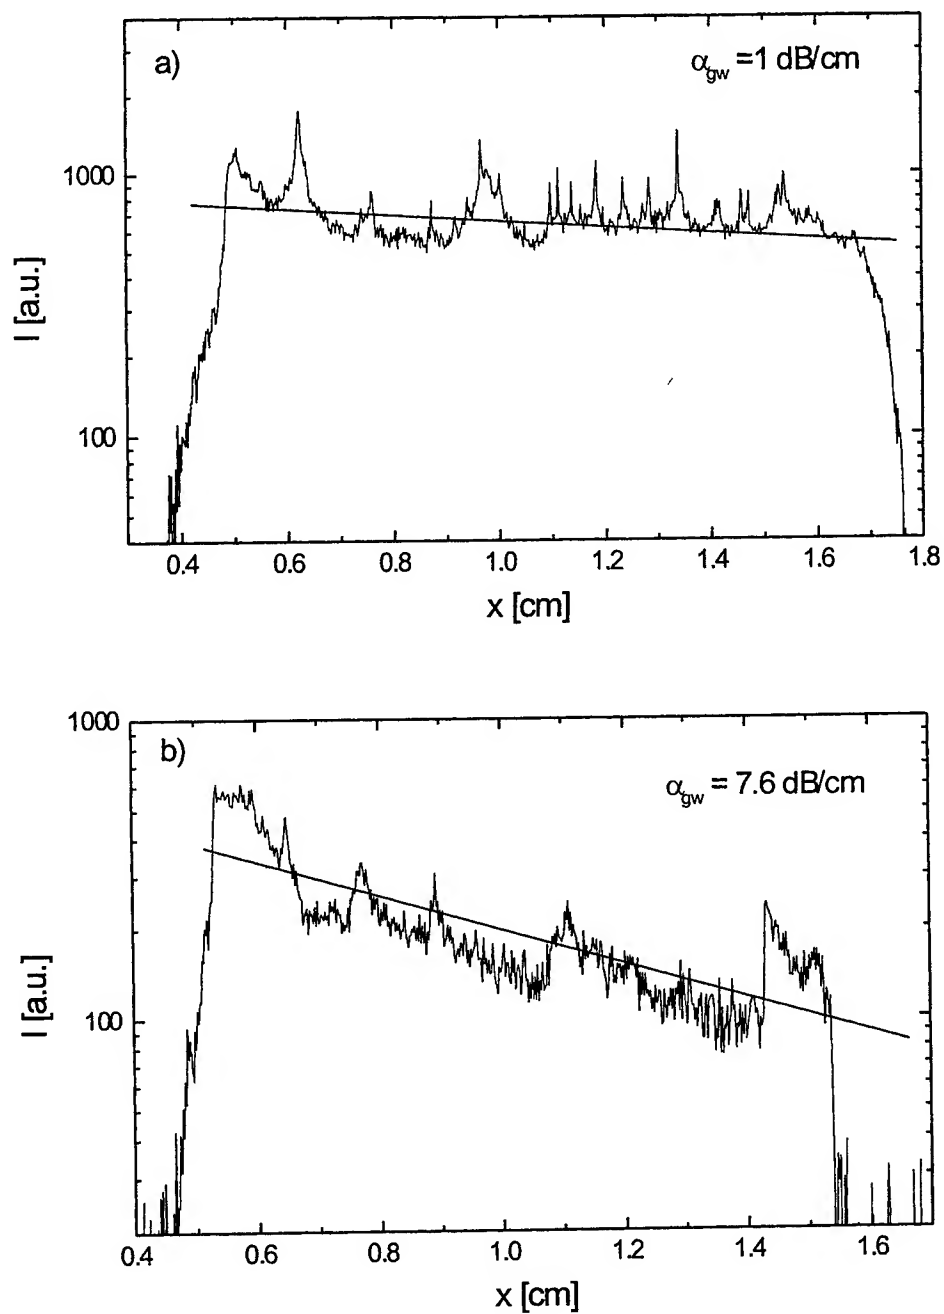 a)
α_gw =1 dB/cm
1000
100
I [a.u.]
0.4 0.6 0.8 1.0 1.2 1.4 1.6 1.8
x [cm]
b)
α_gw = 7.6 dB/cm
1000
100
I [a.u.]
0.4 0.6 0.8 1.0 1.2 1.4 1.6
x [cm]